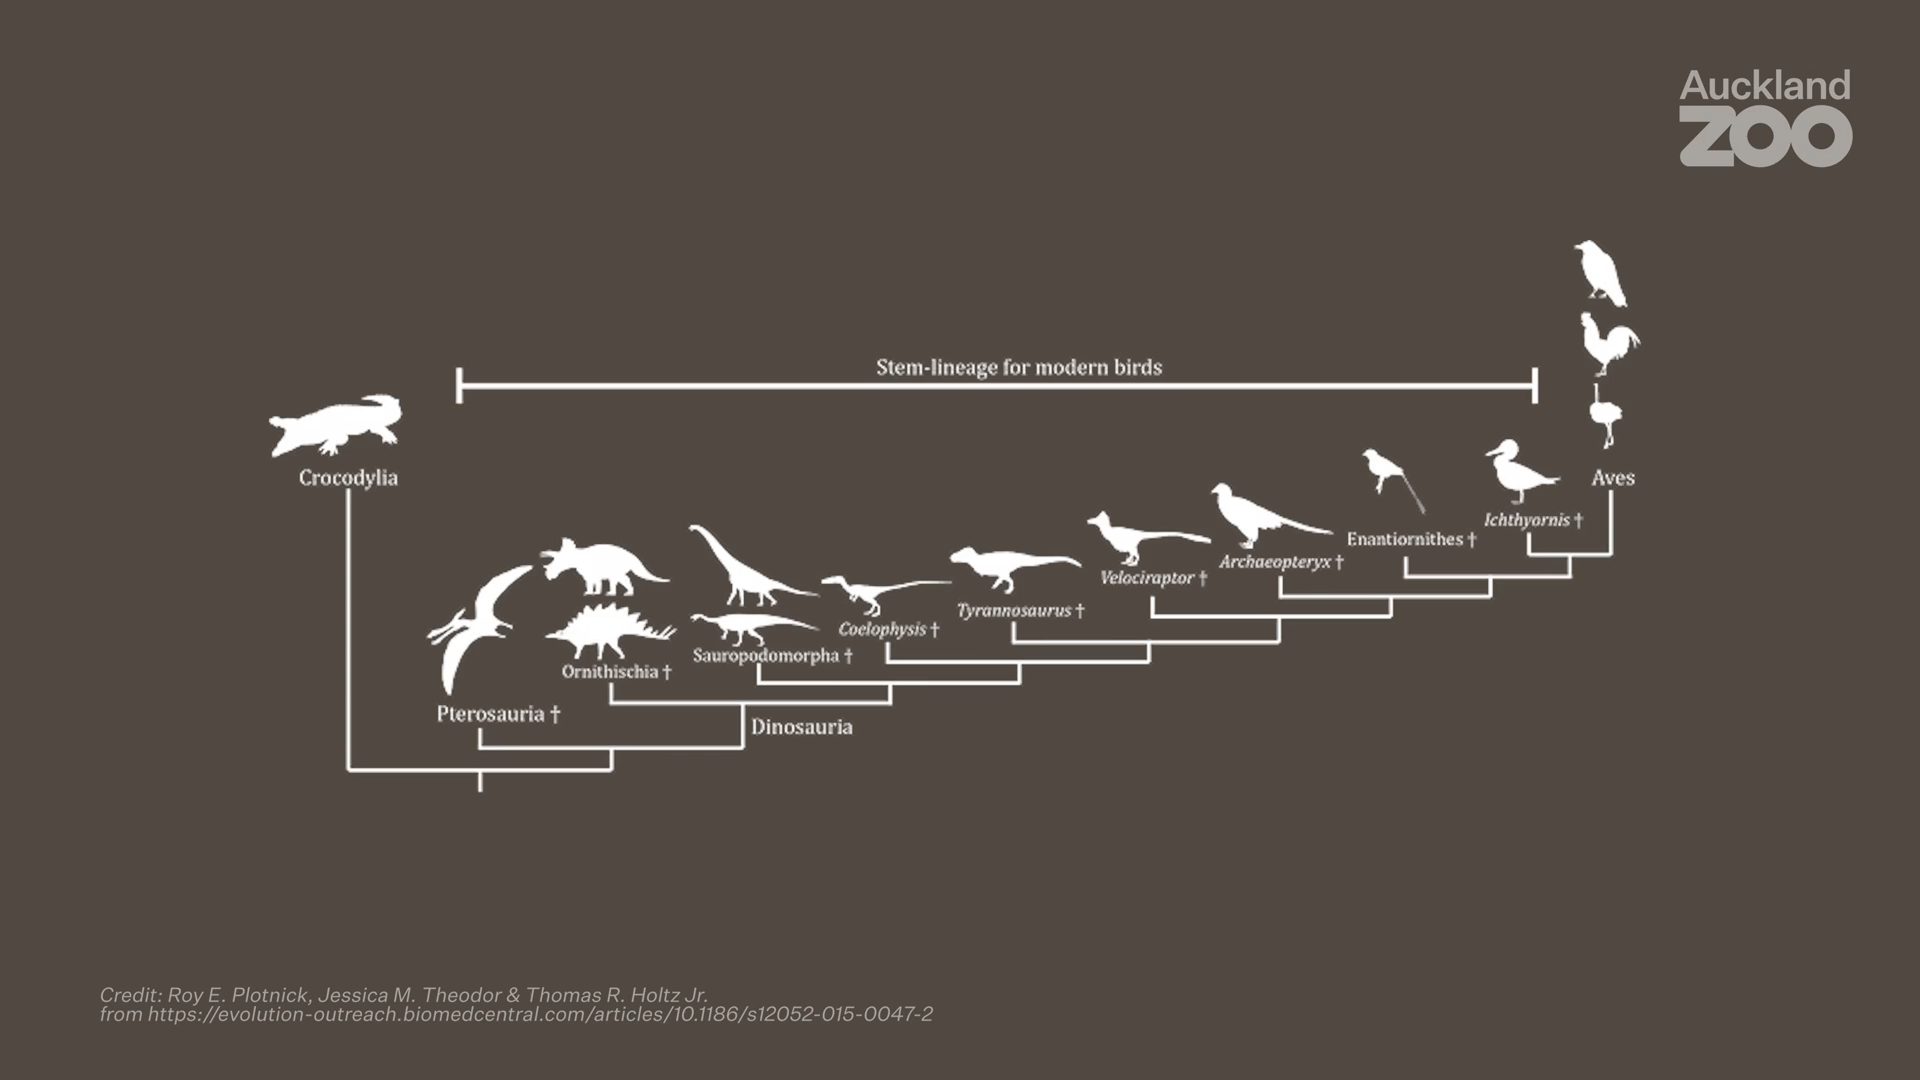 Auckland
ZOO
Stem-lineage for modern birds
Crocodylia
Aves
Ichthyornis †
Enantiornithes †
Archaeopteryx †
Velociraptor †
Tyrannosaurus †
Coelophysis †
Sauropodomorpha †
Ornithischia †
Pterosauria †
Dinosauria
Credit: Roy E. Plotnick, Jessica M. Theodor & Thomas R. Holtz Jr.
from https://evolution-outreach.biomedcentral.com/articles/10.1186/s12052-015-0047-2